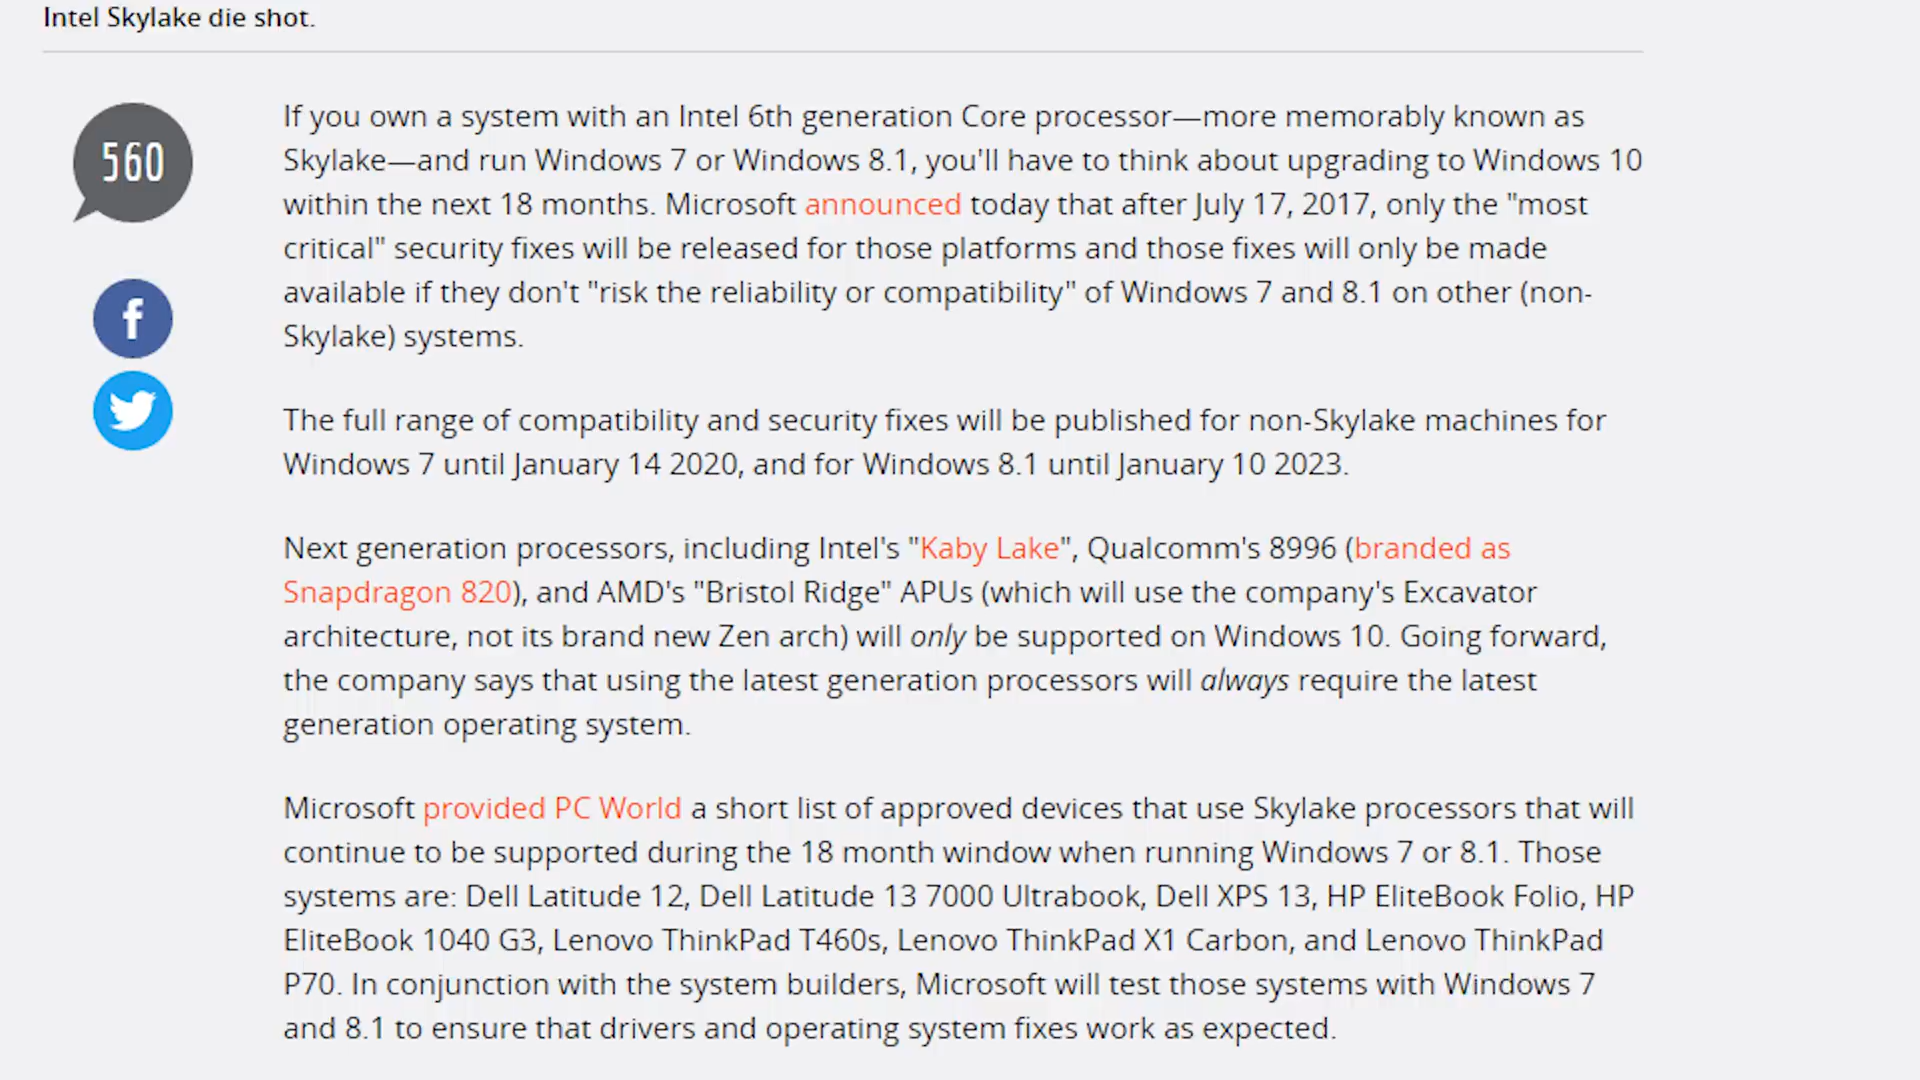 Intel Skylake die shot.
560
If you own a system with an Intel 6th generation Core processor—more memorably known as
Skylake—and run Windows 7 or Windows 8.1, you'll have to think about upgrading to Windows 10
within the next 18 months. Microsoft announced today that after July 17, 2017, only the "most
critical" security fixes will be released for those platforms and those fixes will only be made
available if they don't "risk the reliability or compatibility" of Windows 7 and 8.1 on other (non-
Skylake) systems.
The full range of compatibility and security fixes will be published for non-Skylake machines for
Windows 7 until January 14 2020, and for Windows 8.1 until January 10 2023.
Next generation processors, including Intel's "Kaby Lake", Qualcomm's 8996 (branded as
Snapdragon 820), and AMD's "Bristol Ridge" APUs (which will use the company's Excavator
architecture, not its brand new Zen arch) will only be supported on Windows 10. Going forward,
the company says that using the latest generation processors will always require the latest
generation operating system.
Microsoft provided PC World a short list of approved devices that use Skylake processors that will
continue to be supported during the 18 month window when running Windows 7 or 8.1. Those
systems are: Dell Latitude 12, Dell Latitude 13 7000 Ultrabook, Dell XPS 13, HP EliteBook Folio, HP
EliteBook 1040 G3, Lenovo ThinkPad T460s, Lenovo ThinkPad X1 Carbon, and Lenovo ThinkPad
P70. In conjunction with the system builders, Microsoft will test those systems with Windows 7
and 8.1 to ensure that drivers and operating system fixes work as expected.